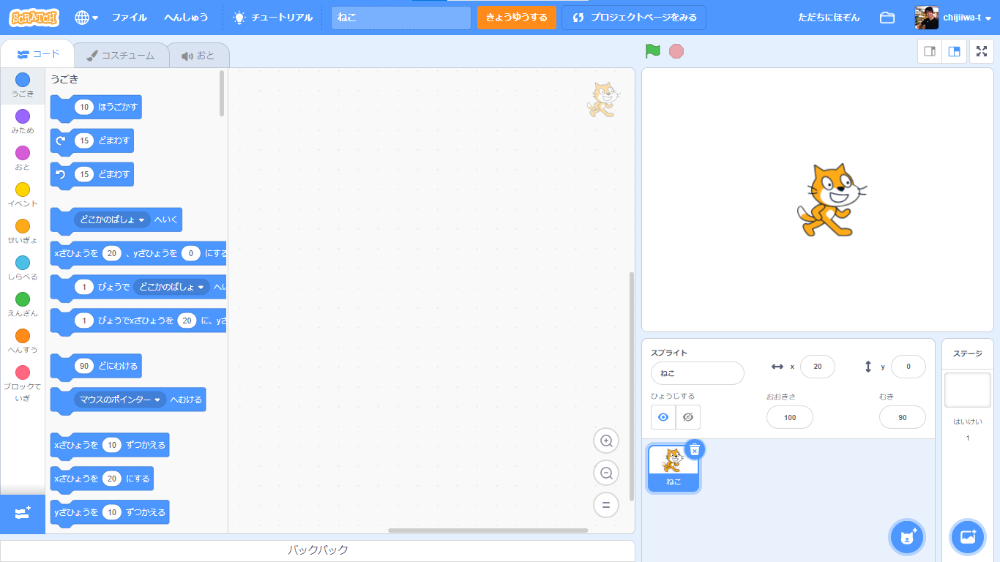 SCRATCH ファイル へんしゅう チュートリアル ねこ きょうゆうする プロジェクトページをみる ただちにほぞん chijiiwa-t
コード コスチューム おと
うごき
みため
おと
イベント
せいぎょ
しらべる
えんざん
へんすう
ブロックて
いぎ
うごき
10 ほうごかす
15 どまわす
15 どまわす
どこかのばしょ へいく
xざひょうを 20 、yざひょうを 0 にする
1 びょうで どこかのばしょ へい
1 びょうでxざひょうを 20 に、yざ
90 どにむける
マウスのポインター へむける
xざひょうを 10 ずつかえる
xざひょうを 20 にする
yざひょうを 10 ずつかえる
バックパック
スプライト
ねこ x 20 y 0
ひょうじする おおきさ むき
100 90
ねこ
ステージ
はいけい
1